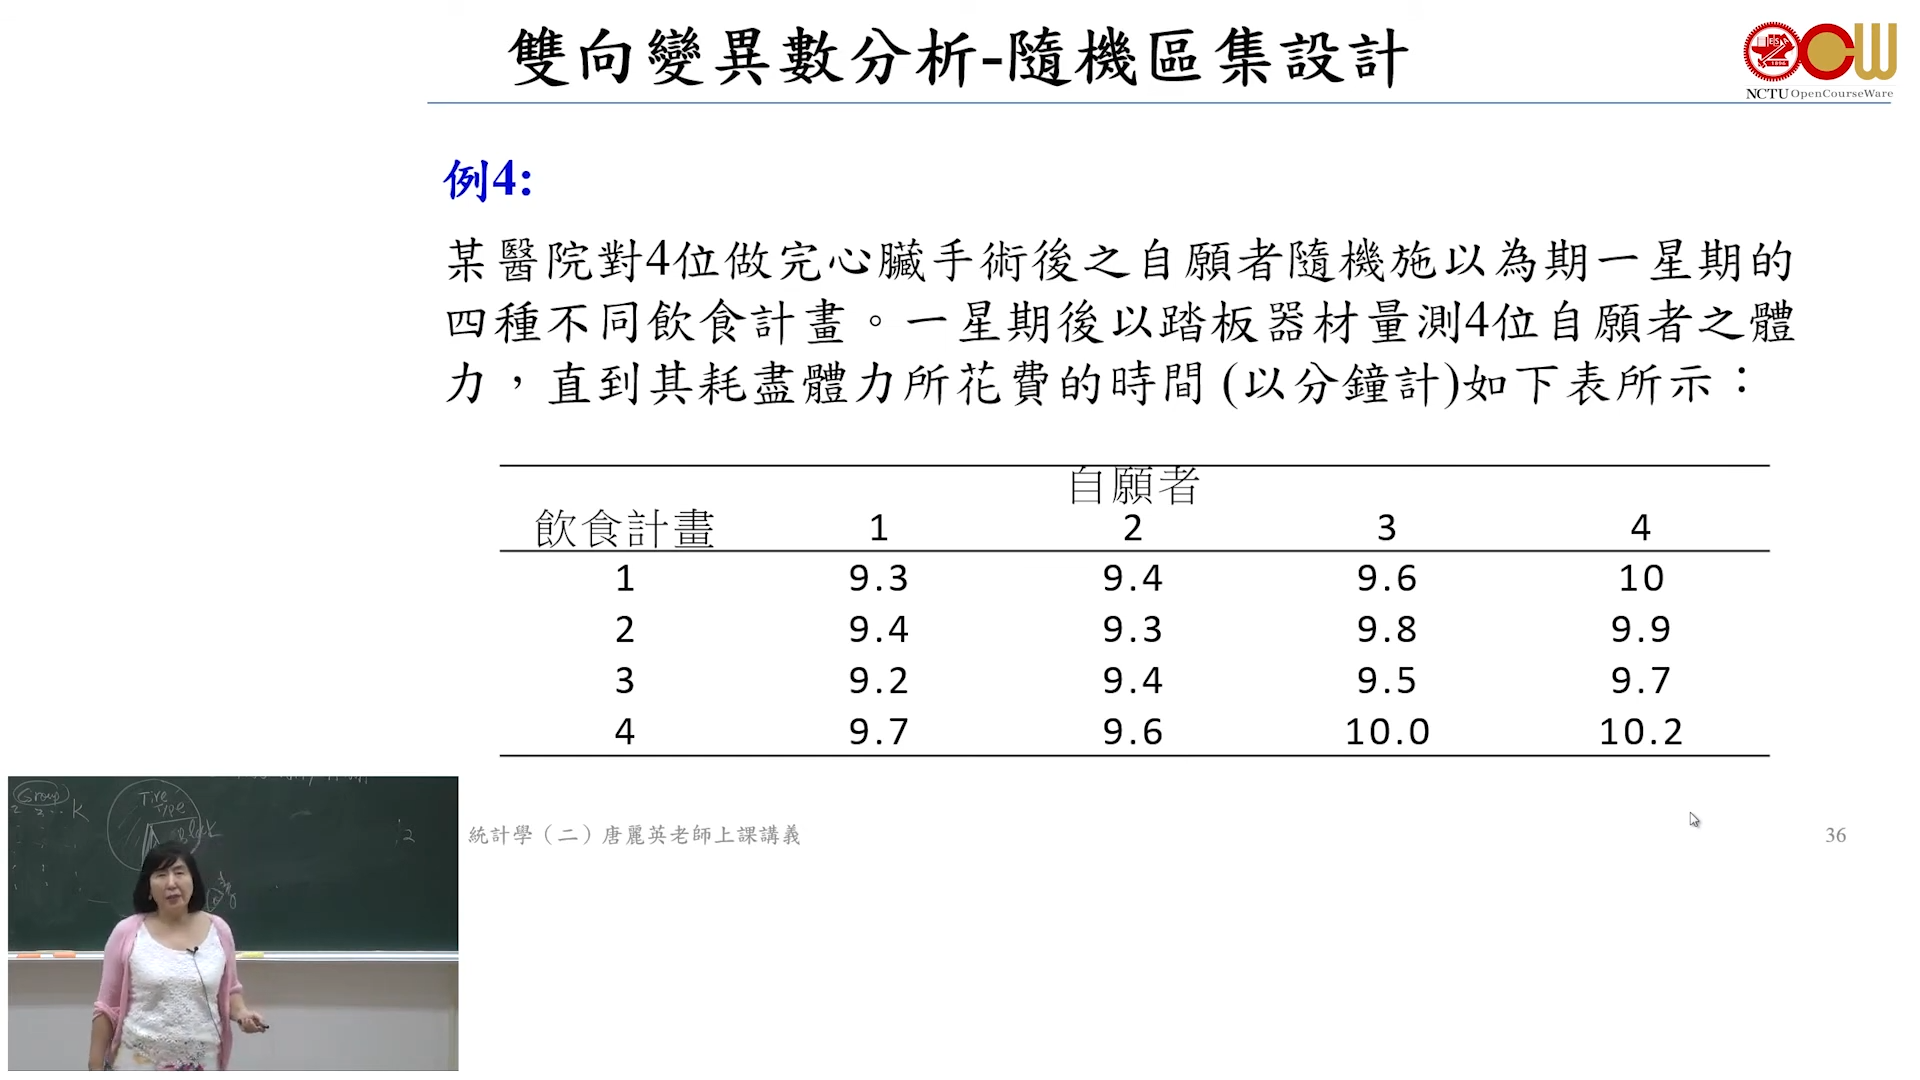 雙向變異數分析-隨機區集設計
NCTU OpenCourseWare
例4:
某醫院對4位做完心臟手術後之自願者隨機施以為期一星期的
四種不同飲食計畫。一星期後以踏板器材量測4位自願者之體
力，直到其耗盡體力所花費的時間 (以分鐘計)如下表所示：
自願者
飲食計畫 1 2 3 4
1 9.3 9.4 9.6 10
2 9.4 9.3 9.8 9.9
3 9.2 9.4 9.5 9.7
4 9.7 9.6 10.0 10.2
Group
K
Tire
Type
Block
統計學（二）唐麗英老師上課講義
36